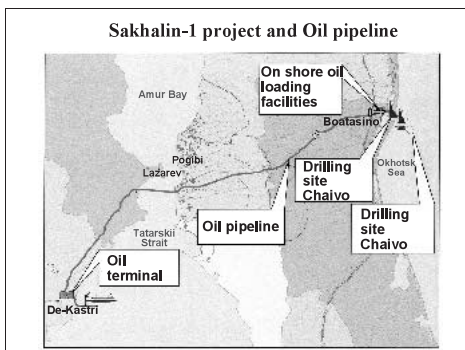 Sakhalin-1 project and Oil pipeline
On shore oil
loading
facilities
Amur Bay
Boatasino
Pogibi
Lazarev
Drilling
site
Chaivo
Okhotsk
Sea
Oil pipeline
Drilling
site
Chaivo
Tatarskii
Strait
Oil
terminal
De-Kastri